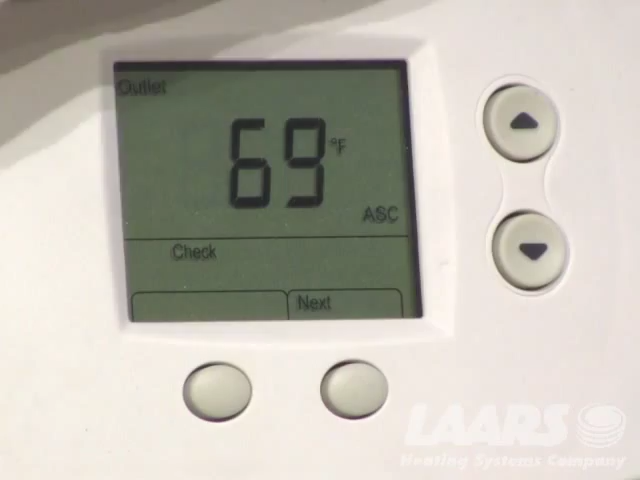 Outlet
69 °F
ASC
Check
Next
LAARS
Heating Systems Company